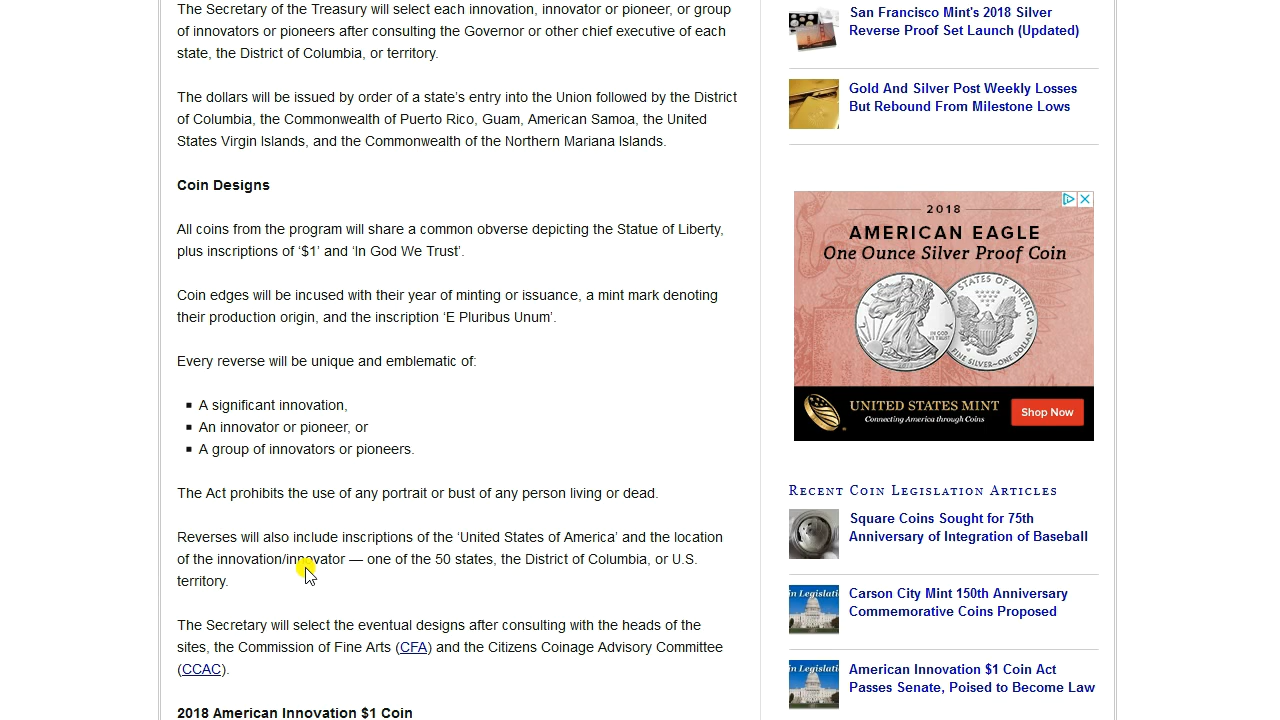 The Secretary of the Treasury will select each innovation, innovator or pioneer, or group
of innovators or pioneers after consulting the Governor or other chief executive of each
state, the District of Columbia, or territory.
The dollars will be issued by order of a state's entry into the Union followed by the District
of Columbia, the Commonwealth of Puerto Rico, Guam, American Samoa, the United
States Virgin Islands, and the Commonwealth of the Northern Mariana Islands.
Coin Designs
All coins from the program will share a common obverse depicting the Statue of Liberty,
plus inscriptions of ‘$1’ and ‘In God We Trust’.
Coin edges will be incused with their year of minting or issuance, a mint mark denoting
their production origin, and the inscription ‘E Pluribus Unum’.
Every reverse will be unique and emblematic of:
A significant innovation,
An innovator or pioneer, or
A group of innovators or pioneers.
The Act prohibits the use of any portrait or bust of any person living or dead.
Reverses will also include inscriptions of the ‘United States of America’ and the location
of the innovation/innovator — one of the 50 states, the District of Columbia, or U.S.
territory.
The Secretary will select the eventual designs after consulting with the heads of the
sites, the Commission of Fine Arts (CFA) and the Citizens Coinage Advisory Committee
(CCAC).
2018 American Innovation $1 Coin
San Francisco Mint's 2018 Silver
Reverse Proof Set Launch (Updated)
Gold And Silver Post Weekly Losses
But Rebound From Milestone Lows
2018
AMERICAN EAGLE
One Ounce Silver Proof Coin
IN GOD
WE TRUST
STATES OF AMERICA
FINE SILVER~ONE DOLLAR
UNITED STATES MINT
Connecting America through Coins
Shop Now
Recent Coin Legislation Articles
Square Coins Sought for 75th
Anniversary of Integration of Baseball
in Legislati
Carson City Mint 150th Anniversary
Commemorative Coins Proposed
in Legislati
American Innovation $1 Coin Act
Passes Senate, Poised to Become Law